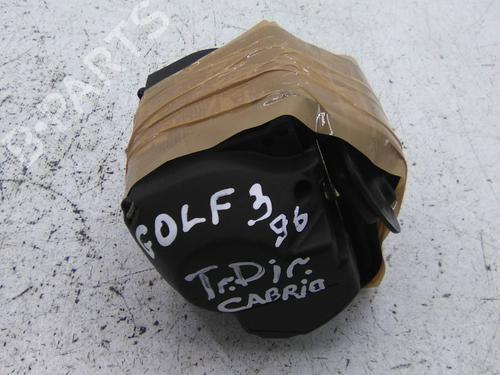 B-PARTS
GOLF 3
96
Tr. Dir.
CABRIO